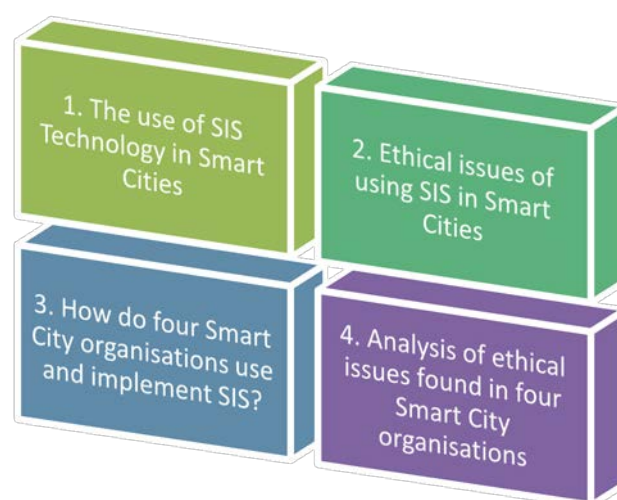 1. The use of SIS
Technology in Smart
Cities
2. Ethical issues of
using SIS in Smart
Cities
3. How do four Smart
City organisations use
and implement SIS?
4. Analysis of ethical
issues found in four
Smart City
organisations